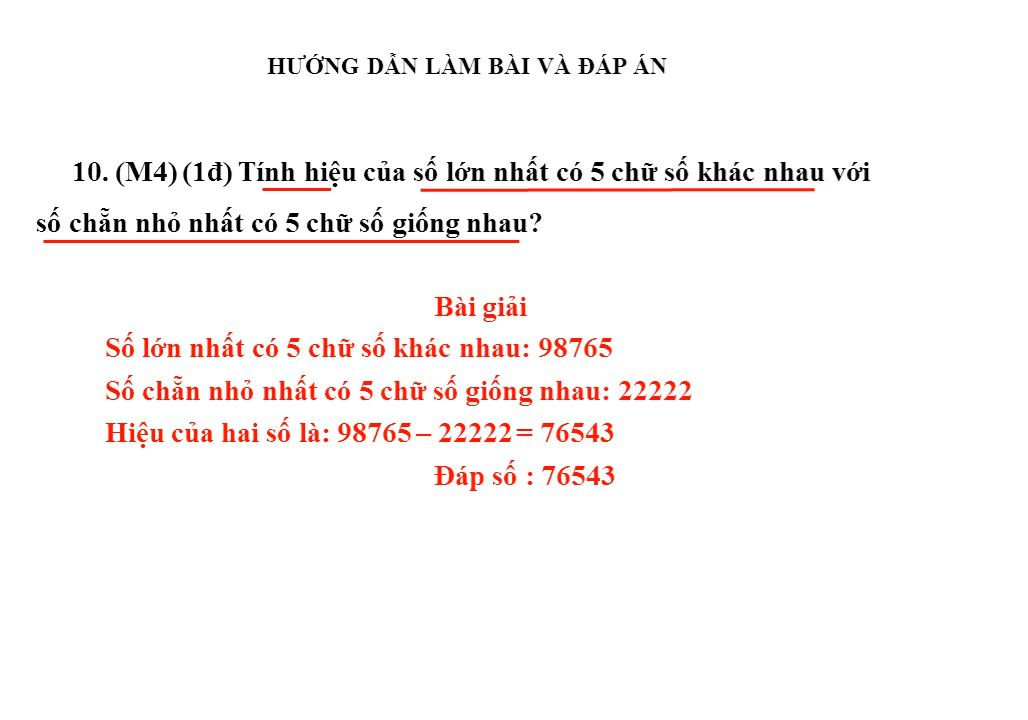 HƯỚNG DẪN LÀM BÀI VÀ ĐÁP ÁN
10. (M4) (1đ) Tính hiệu của số lớn nhất có 5 chữ số khác nhau với
số chẵn nhỏ nhất có 5 chữ số giống nhau?
Bài giải
Số lớn nhất có 5 chữ số khác nhau: 98765
Số chẵn nhỏ nhất có 5 chữ số giống nhau: 22222
Hiệu của hai số là: 98765 – 22222 = 76543
Đáp số : 76543